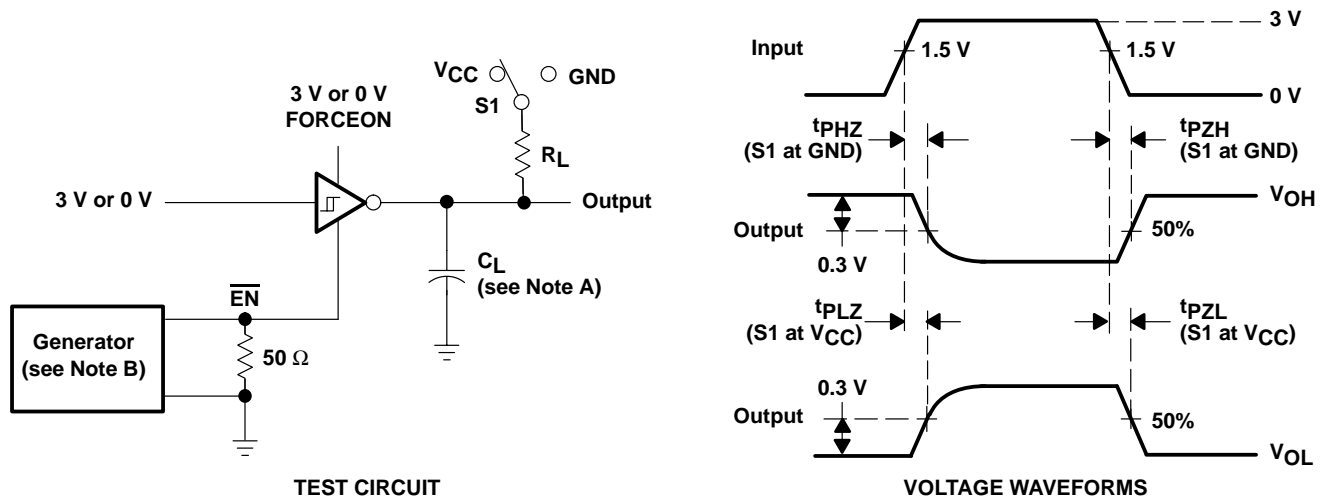 VCC
GND
S1
3 V or 0 V
FORCEON
RL
3 V or 0 V
Output
CL
(see Note A)
EN
Generator
(see Note B)
50 Ω
TEST CIRCUIT
Input
3 V
1.5 V
1.5 V
0 V
tPHZ
(S1 at GND)
tPZH
(S1 at GND)
VOH
Output
50%
0.3 V
tPLZ
(S1 at VCC)
tPZL
(S1 at VCC)
0.3 V
Output
50%
VOL
VOLTAGE WAVEFORMS